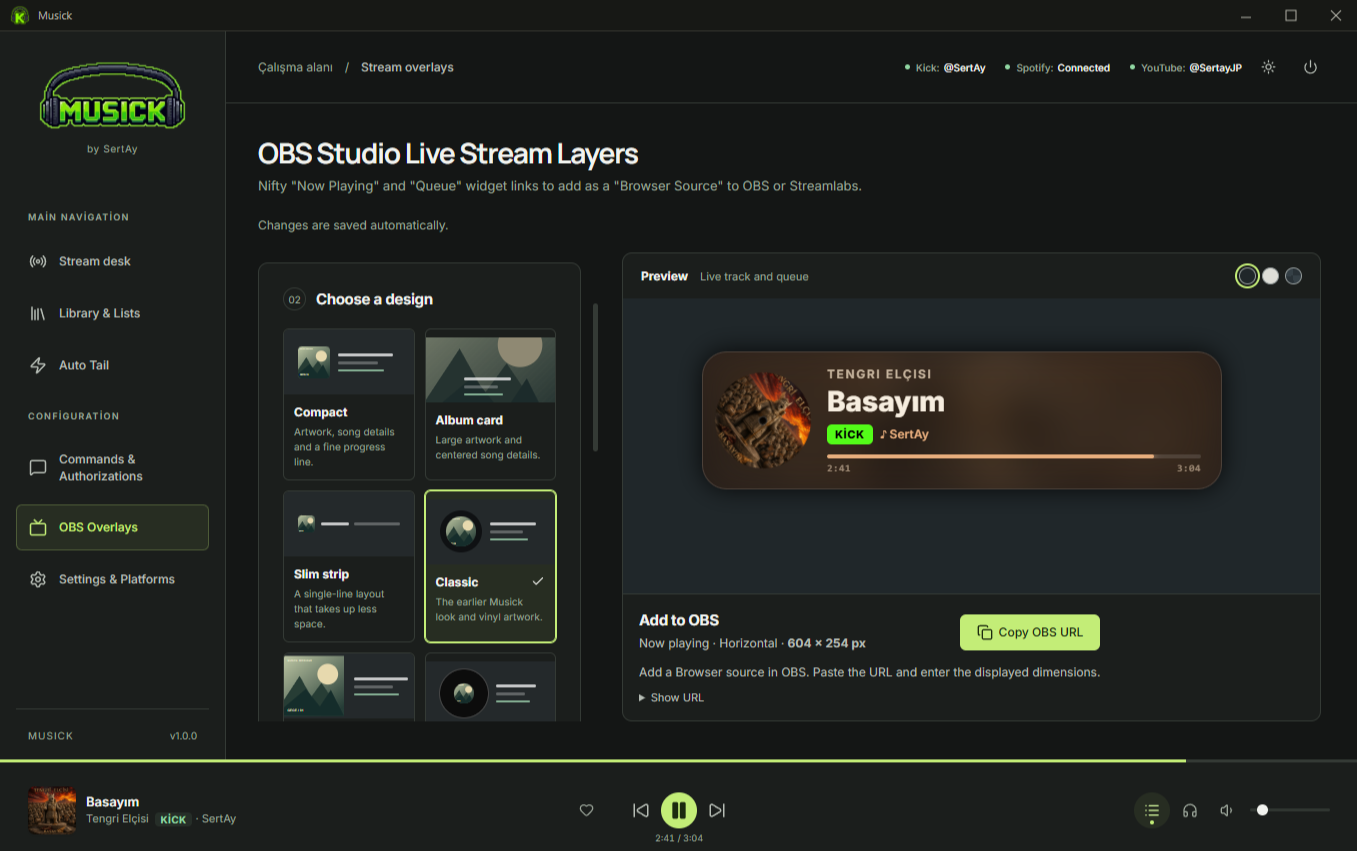 Musick
MUSICK
by SertAy
MAİN NAVİGATİON
Stream desk
Library & Lists
Auto Tail
CONFİGURATİON
Commands &
Authorizations
OBS Overlays
Settings & Platforms
MUSICK v1.0.0
Çalışma alanı / Stream overlays
Kick: @SertAy Spotify: Connected YouTube: @SertayJP
OBS Studio Live Stream Layers
Nifty "Now Playing" and "Queue" widget links to add as a "Browser Source" to OBS or Streamlabs.
Changes are saved automatically.
02 Choose a design
Compact
Artwork, song details
and a fine progress
line.
Album card
Large artwork and
centered song details.
Slim strip
A single-line layout
that takes up less
space.
Classic
The earlier Musick
look and vinyl artwork.
Preview Live track and queue
TENGRI ELÇISI
Basayım
KİCK ♪ SertAy
2:41 3:04
Add to OBS
Now playing · Horizontal · 604 × 254 px
Copy OBS URL
Add a Browser source in OBS. Paste the URL and enter the displayed dimensions.
Show URL
Basayım
Tengri Elçisi KİCK · SertAy
2:41 / 3:04